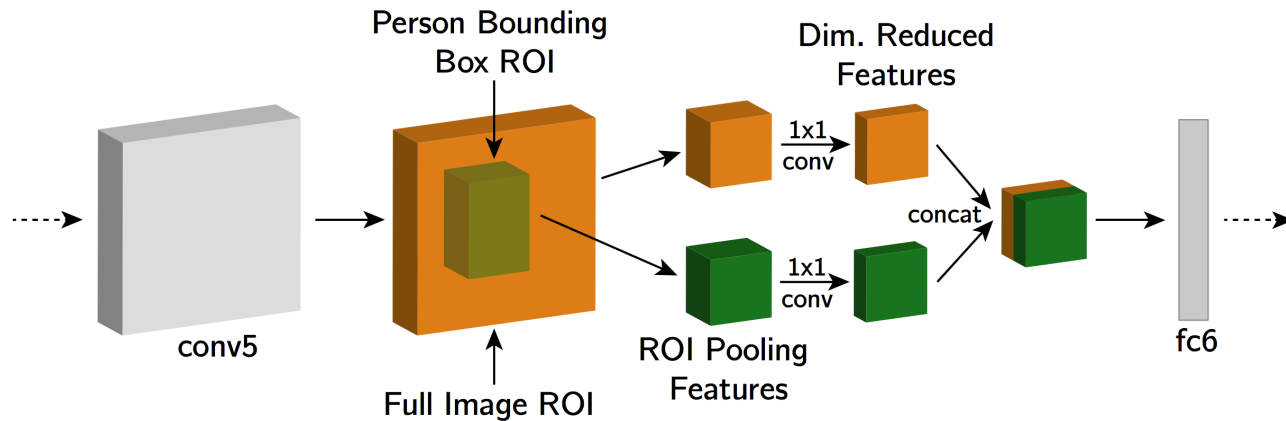 Person Bounding
Box ROI
Dim. Reduced
Features
1x1
conv
concat
1x1
conv
conv5
ROI Pooling
Features
fc6
Full Image ROI